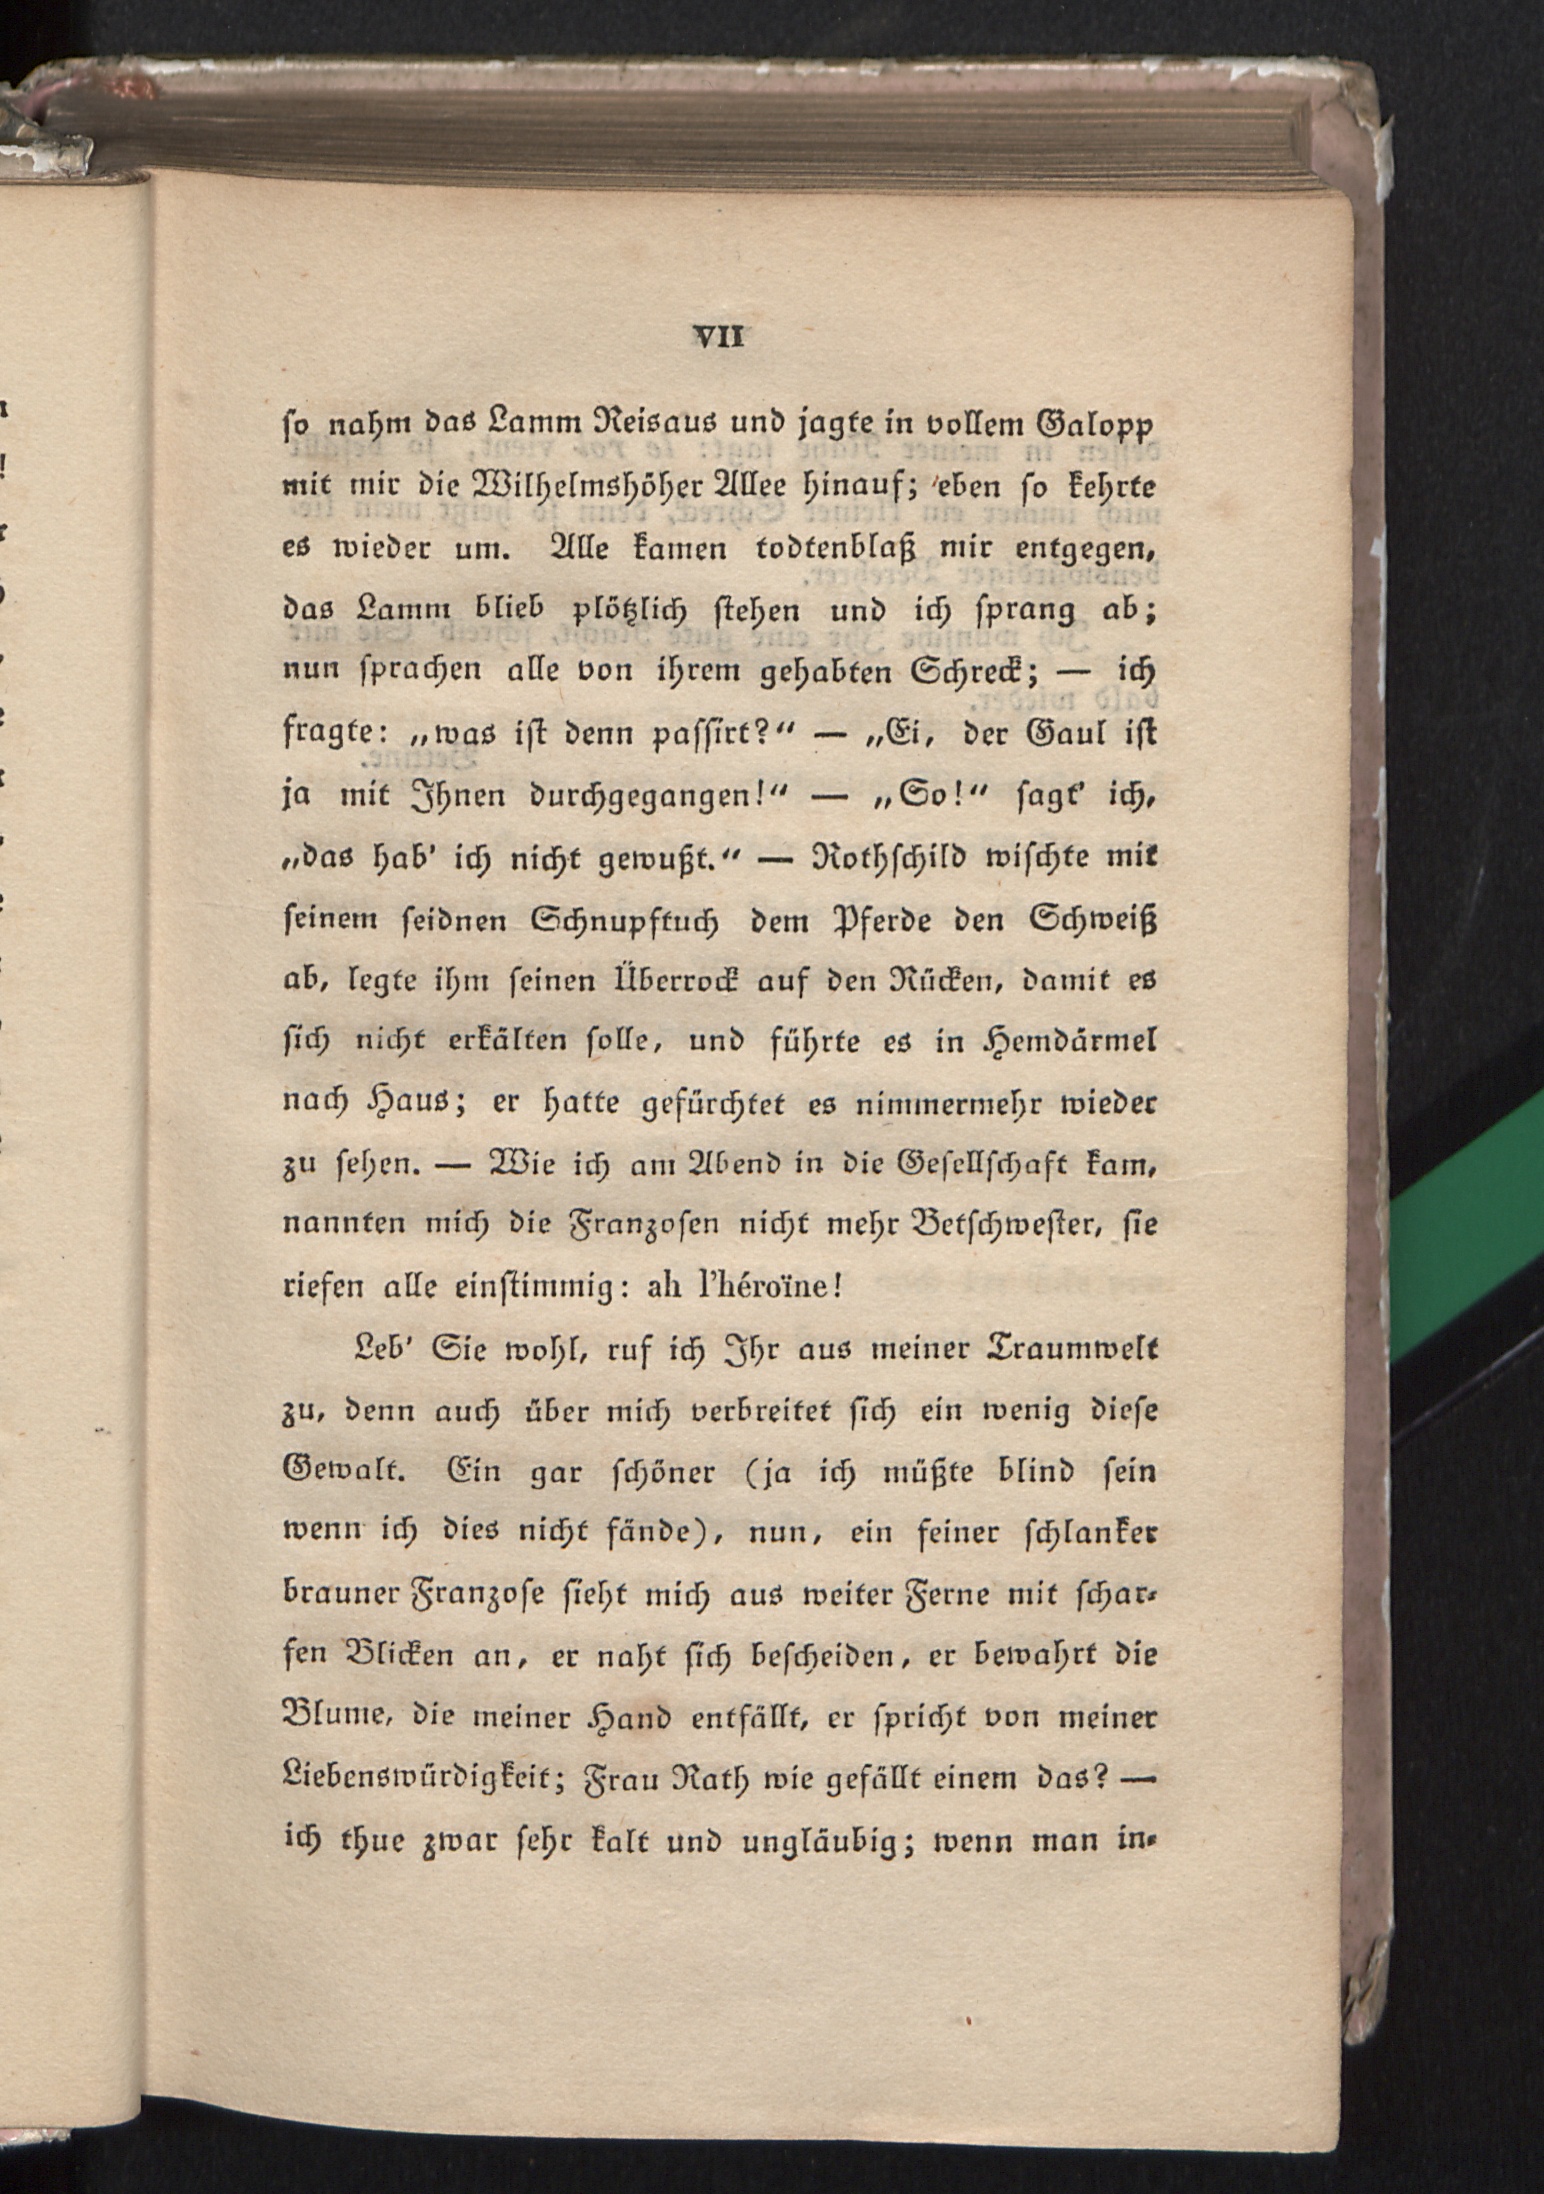 VII
so nahm das Lamm Reisaus und jagte in vollem Galopp
mit mir die Wilhelmshöher Allee hinauf; eben so kehrte
es wieder um. Alle kamen todtenblaß mir entgegen,
das Lamm blieb plötzlich stehen und ich sprang ab;
nun sprachen alle von ihrem gehabten Schreck; — ich
fragte: „was ist denn passirt?“ — „Ei, der Gaul ist
ja mit Ihnen durchgegangen!“ — „So!“ sagt’ ich,
„das hab’ ich nicht gewußt.“ — Rothschild wischte mit
seinem seidnen Schnupftuch dem Pferde den Schweiß
ab, legte ihm seinen Überrock auf den Rücken, damit es
sich nicht erkälten solle, und führte es in Hemdärmel
nach Haus; er hatte gefürchtet es nimmermehr wieder
zu sehen. — Wie ich am Abend in die Gesellschaft kam,
nannten mich die Franzosen nicht mehr Betschwester, sie
riefen alle einstimmig: ah l’héroïne!
Leb’ Sie wohl, ruf ich Ihr aus meiner Traumwelt
zu, denn auch über mich verbreitet sich ein wenig diese
Gewalt. Ein gar schöner (ja ich müßte blind sein
wenn ich dies nicht fände), nun, ein feiner schlanker
brauner Franzose sieht mich aus weiter Ferne mit schar-
fen Blicken an, er naht sich bescheiden, er bewahrt die
Blume, die meiner Hand entfällt, er spricht von meiner
Liebenswürdigkeit; Frau Rath wie gefällt einem das? —
ich thue zwar sehr kalt und ungläubig; wenn man in-